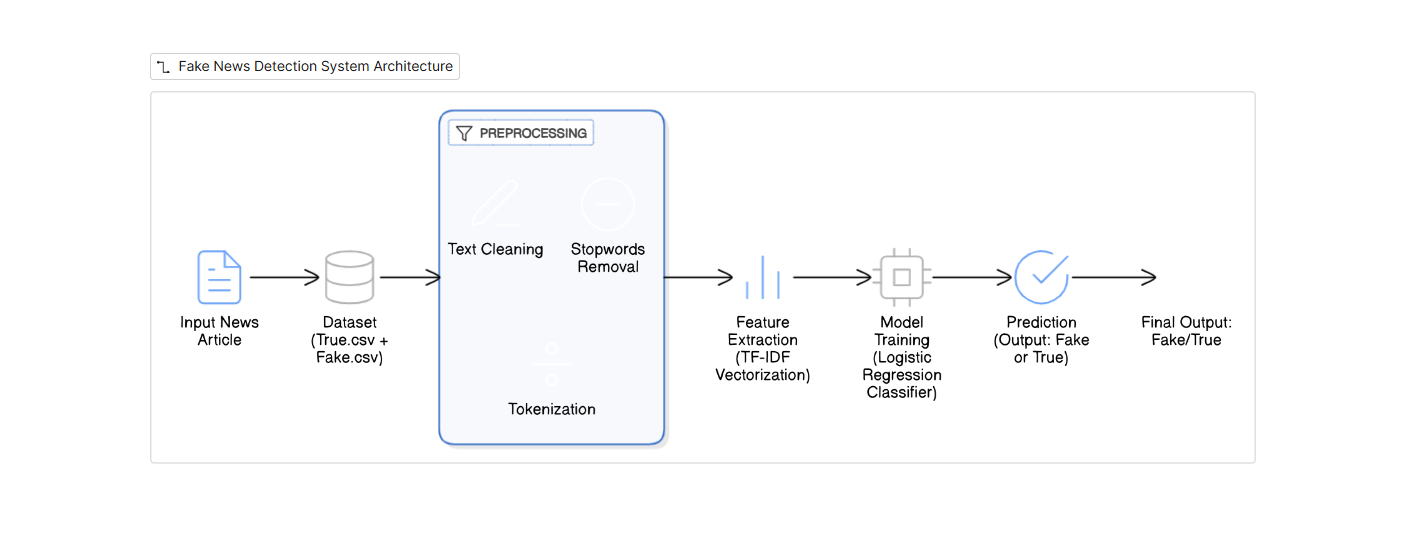 Fake News Detection System Architecture
PREPROCESSING
Text Cleaning
Stopwords
Removal
Tokenization
Input News
Article
Dataset
(True.csv +
Fake.csv)
Feature
Extraction
(TF-IDF
Vectorization)
Model
Training
(Logistic
Regression
Classifier)
Prediction
(Output: Fake
or True)
Final Output:
Fake/True